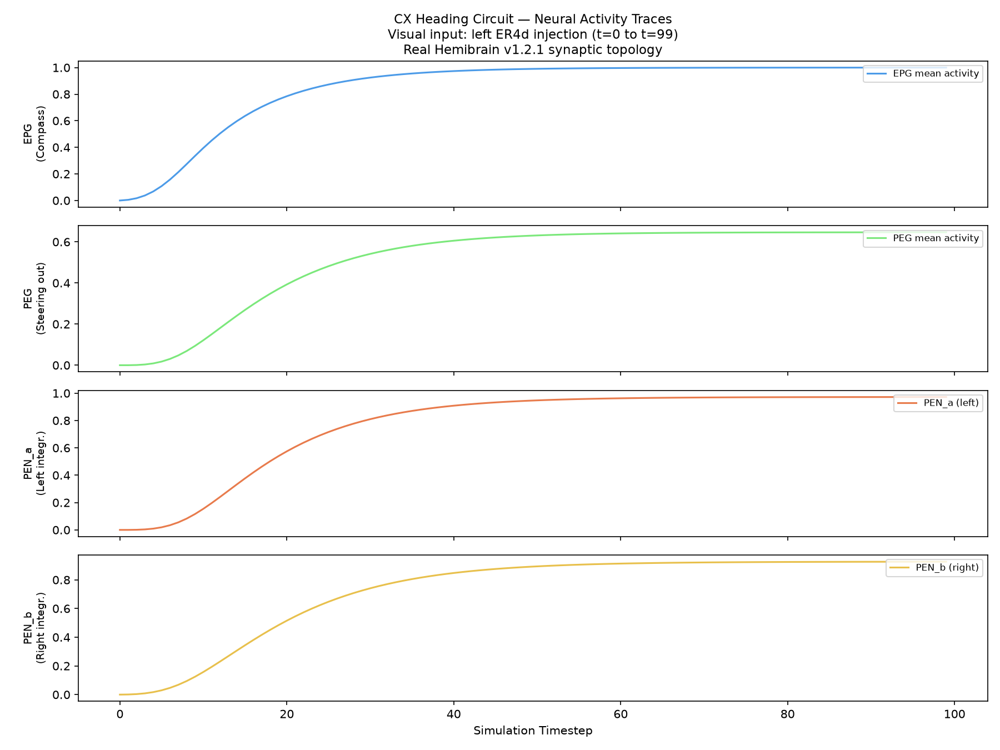 CX Heading Circuit — Neural Activity Traces
Visual input: left ER4d injection (t=0 to t=99)
Real Hemibrain v1.2.1 synaptic topology
EPG
(Compass)
1.0
0.8
0.6
0.4
0.2
0.0
EPG mean activity
PEG
(Steering out)
0.6
0.4
0.2
0.0
PEG mean activity
PEN_a
(Left integr.)
1.0
0.8
0.6
0.4
0.2
0.0
PEN_a (left)
PEN_b
(Right integr.)
0.8
0.6
0.4
0.2
0.0
PEN_b (right)
0 20 40 60 80 100
Simulation Timestep